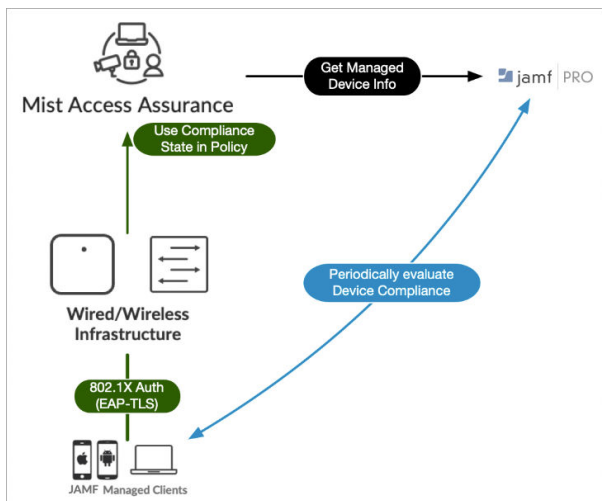 Mist Access Assurance
Get Managed
Device Info
jamf PRO
Use Compliance
State in Policy
Periodically evaluate
Device Compliance
Wired/Wireless
Infrastructure
802.1X Auth
(EAP-TLS)
JAMF Managed Clients